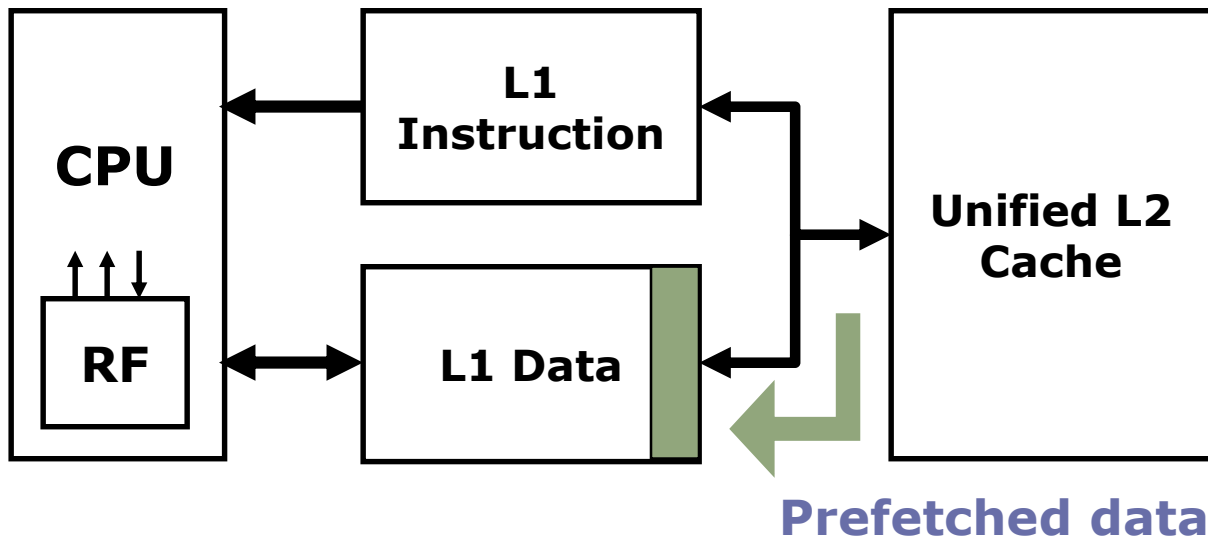 CPU
RF
L1
Instruction
L1 Data
Unified L2
Cache
Prefetched data